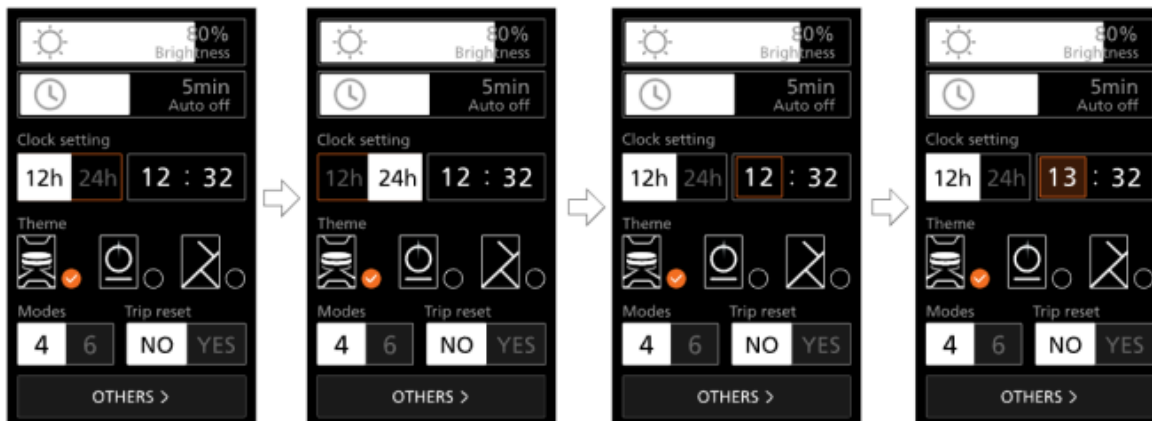 80%
Brightness
5min
Auto off
Clock setting
12h 24h 12 : 32
Theme
Modes Trip reset
4 6 NO YES
OTHERS >
80%
Brightness
5min
Auto off
Clock setting
12h 24h 12 : 32
Theme
Modes Trip reset
4 6 NO YES
OTHERS >
80%
Brightness
5min
Auto off
Clock setting
12h 24h 12 : 32
Theme
Modes Trip reset
4 6 NO YES
OTHERS >
80%
Brightness
5min
Auto off
Clock setting
12h 24h 13 : 32
Theme
Modes Trip reset
4 6 NO YES
OTHERS >